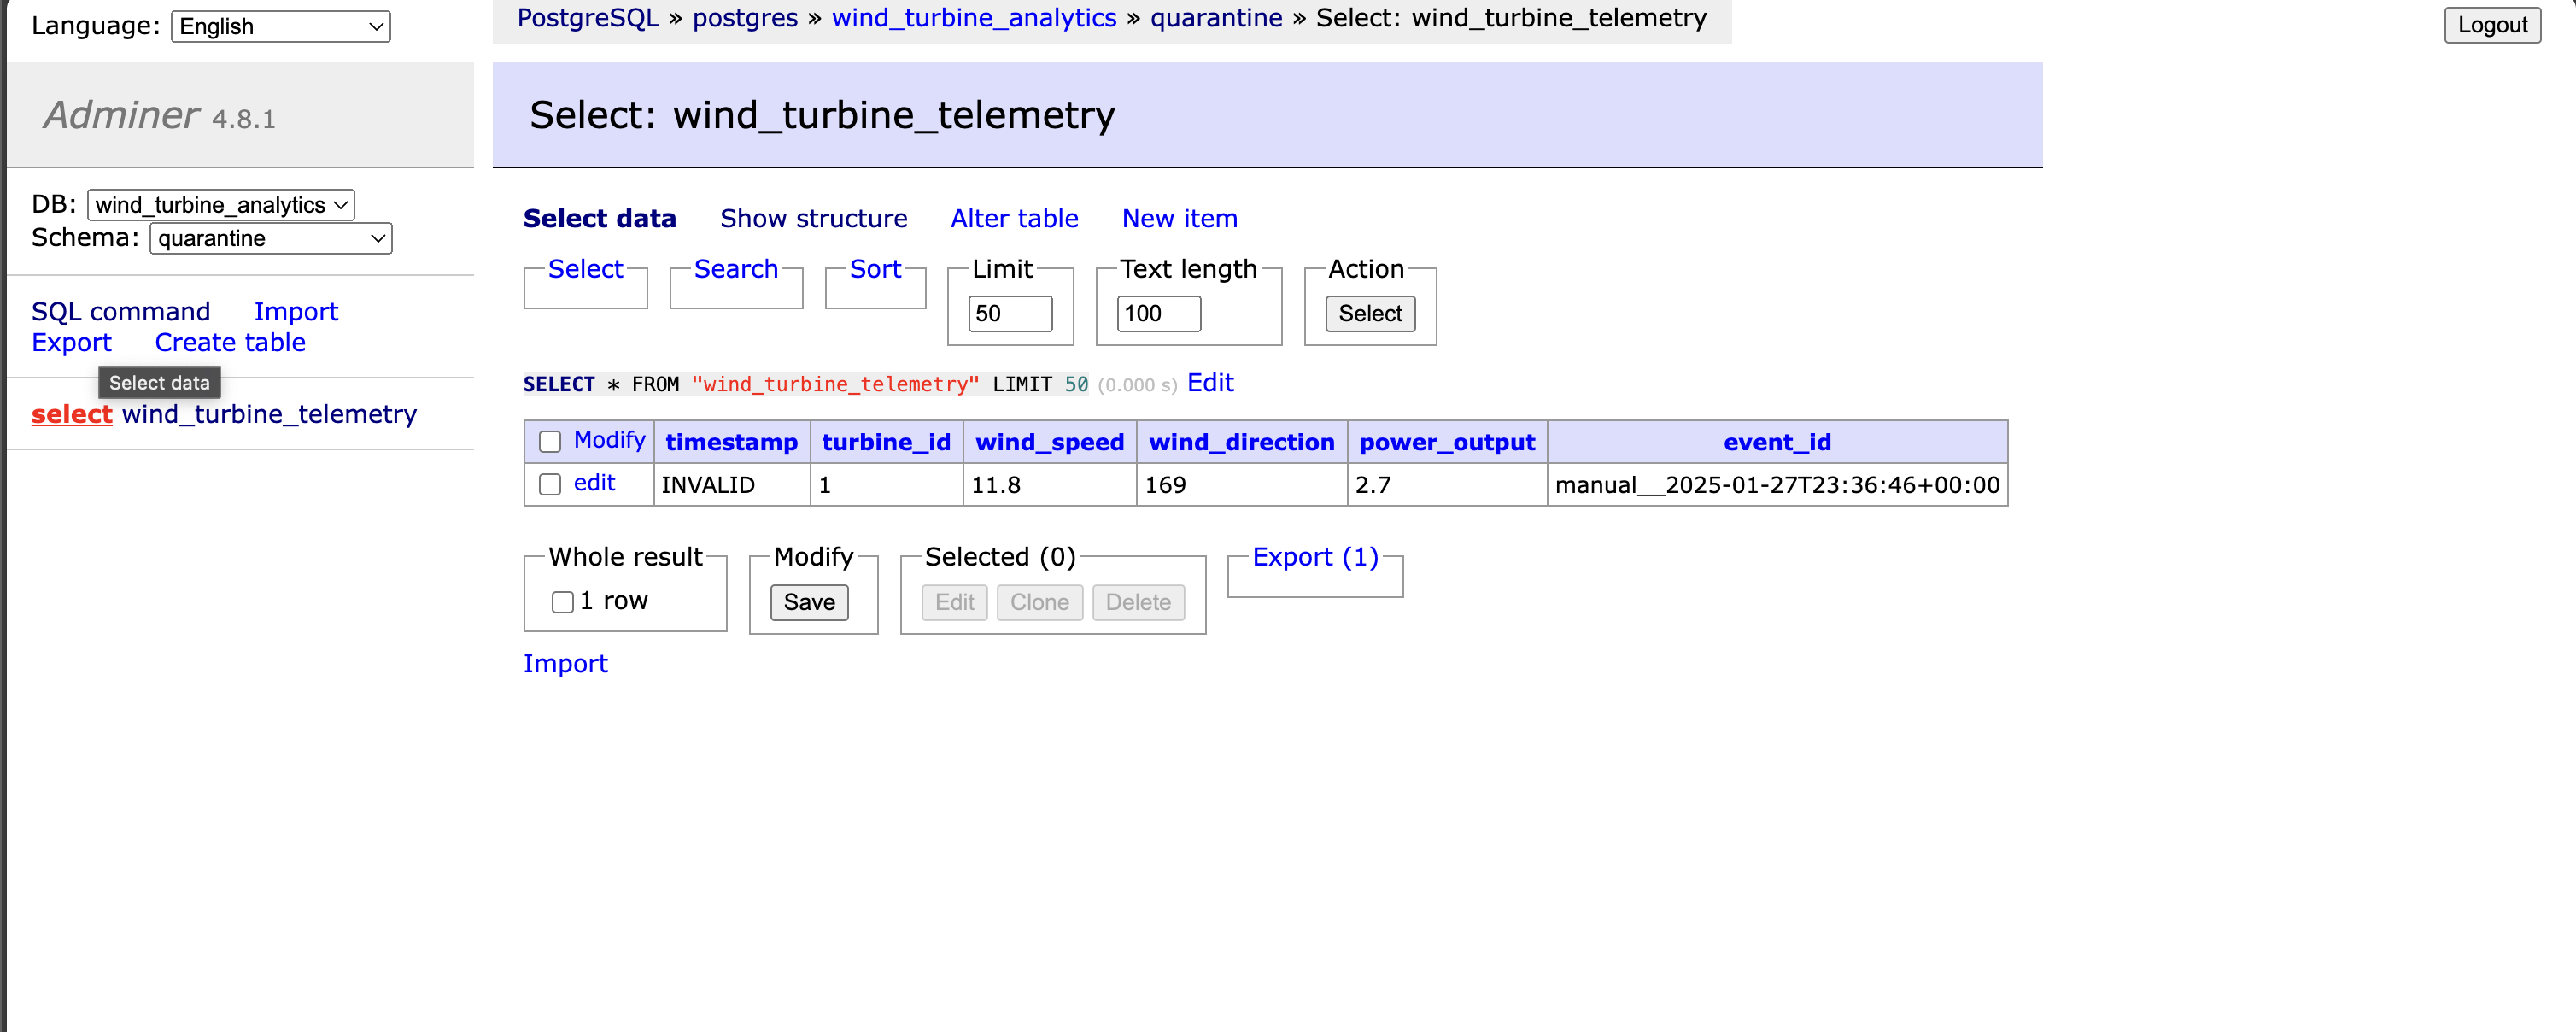 Language: English
PostgreSQL » postgres » wind_turbine_analytics » quarantine » Select: wind_turbine_telemetry
Logout
Adminer 4.8.1
Select: wind_turbine_telemetry
DB: wind_turbine_analytics
Schema: quarantine
SQL command Import
Export Create table
Select data
select wind_turbine_telemetry
Select data Show structure Alter table New item
Select Search Sort Limit Text length Action
50 100 Select
SELECT * FROM "wind_turbine_telemetry" LIMIT 50 (0.000 s) Edit
Modify timestamp turbine_id wind_speed wind_direction power_output event_id
edit INVALID 1 11.8 169 2.7 manual__2025-01-27T23:36:46+00:00
Whole result Modify Selected (0) Export (1)
1 row Save Edit Clone Delete
Import